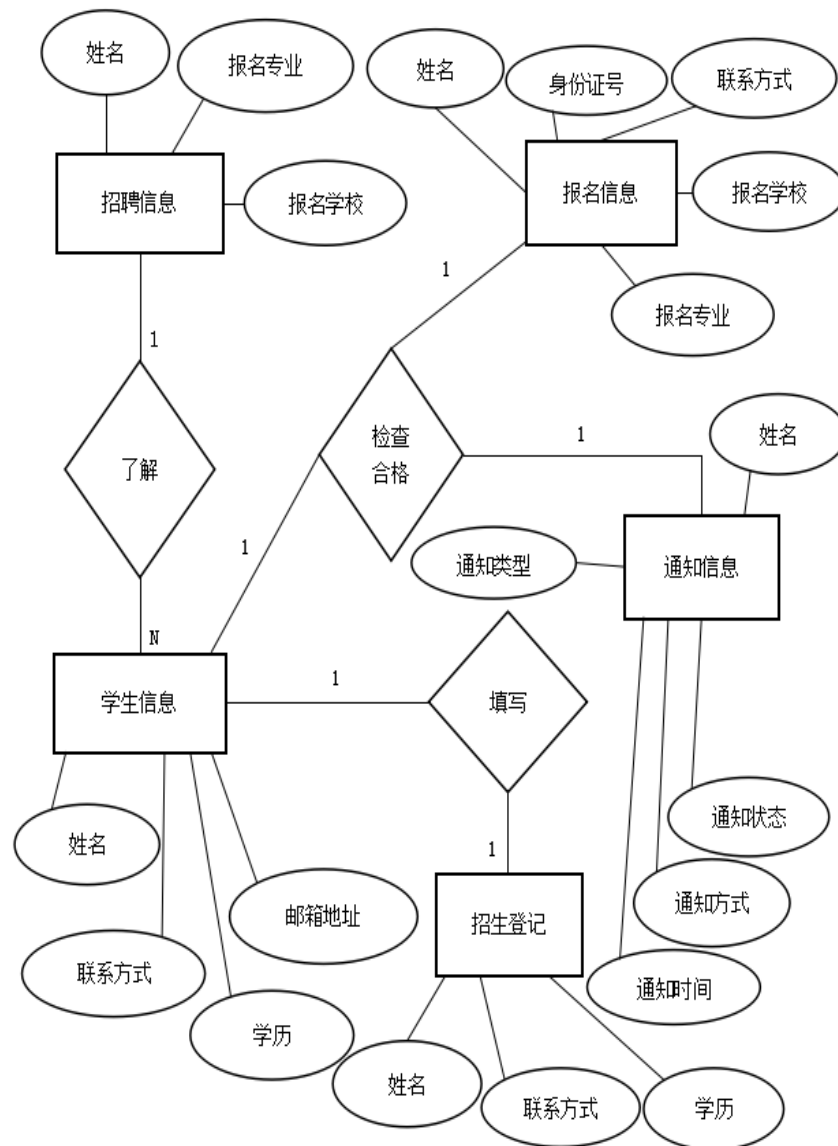 姓名
报名专业
姓名
身份证号
联系方式
招聘信息
报名学校
报名信息
报名学校
报名专业
1
1
了解
检查
合格
1
姓名
通知类型
通知信息
1
N
学生信息
1
填写
姓名
联系方式
学历
邮箱地址
1
招生登记
通知状态
通知方式
通知时间
姓名
联系方式
学历